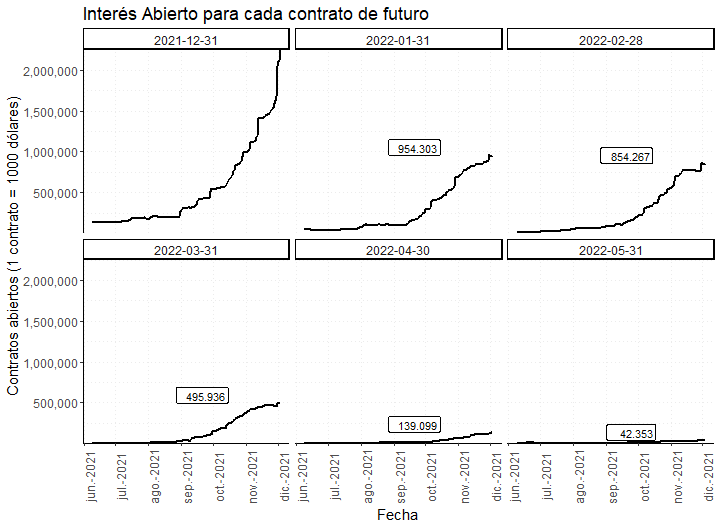 Interés Abierto para cada contrato de futuro
2021-12-31
2022-01-31
2022-02-28
2,000,000
1,500,000
1,000,000
500,000
954.303
854.267
Contratos abiertos (1 contrato = 1000 dólares)
2022-03-31
2022-04-30
2022-05-31
2,000,000
1,500,000
1,000,000
500,000
495.936
139.099
42.353
jun.-2021
jul.-2021
ago.-2021
sep.-2021
oct.-2021
nov.-2021
dic.-2021
jun.-2021
jul.-2021
ago.-2021
sep.-2021
oct.-2021
nov.-2021
dic.-2021
jun.-2021
jul.-2021
ago.-2021
sep.-2021
oct.-2021
nov.-2021
dic.-2021
Fecha